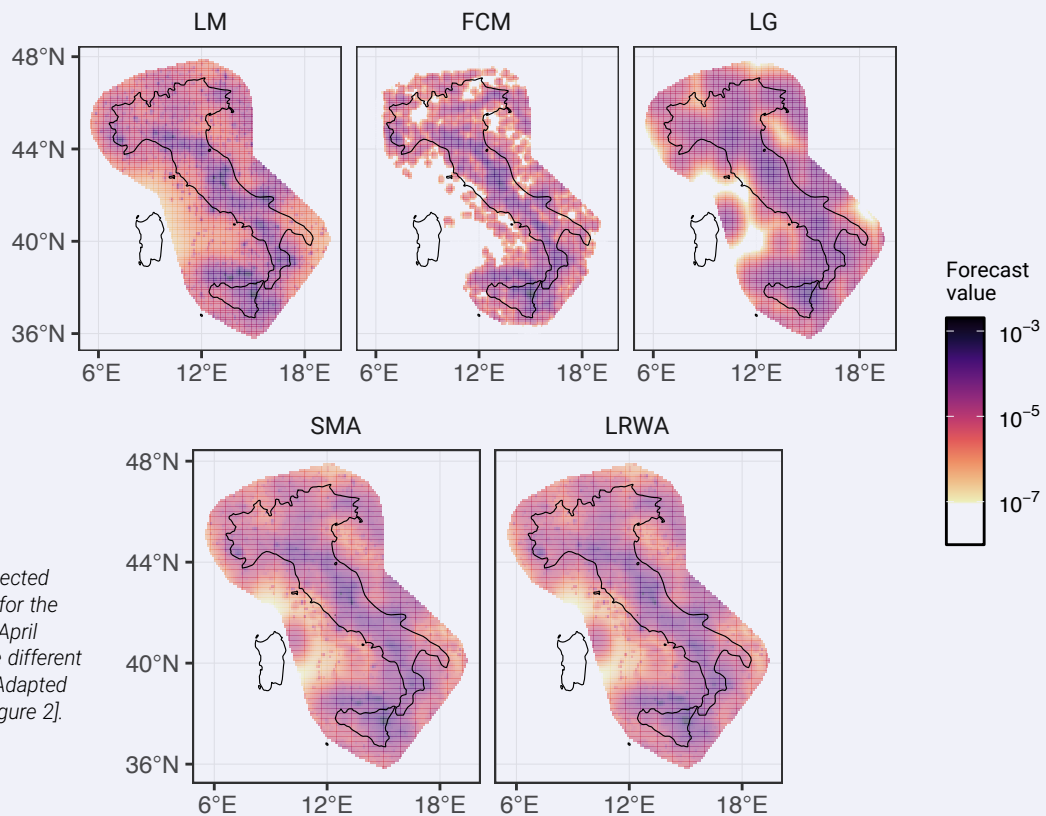 LM FCM LG
48°N
44°N
40°N
36°N
6°E 12°E 18°E 6°E 12°E 18°E 6°E 12°E 18°E
Forecast
value
10−3
10−5
10−7
SMA LRWA
48°N
44°N
40°N
36°N
6°E 12°E 18°E 6°E 12°E 18°E
ected
for the
April
different
Adapted
gure 2].